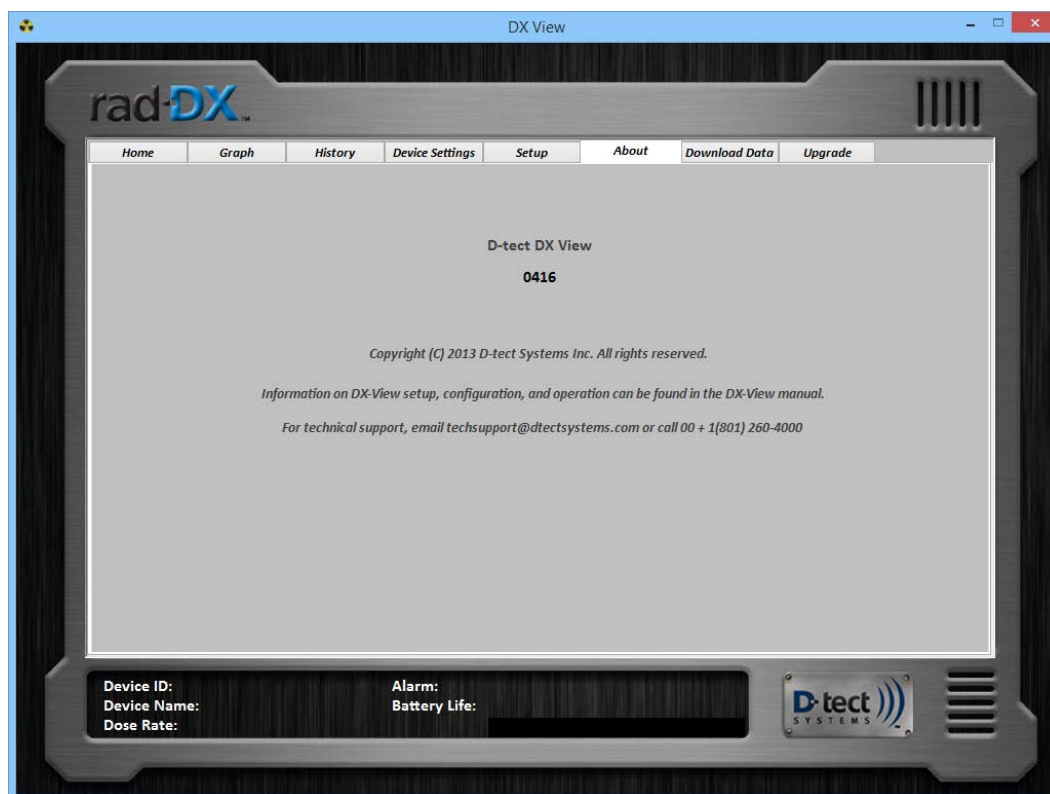 DX View
rad-DX™
Home Graph History Device Settings Setup About Download Data Upgrade
D-tect DX View
0416
Copyright (C) 2013 D-tect Systems Inc. All rights reserved.
Information on DX-View setup, configuration, and operation can be found in the DX-View manual.
For technical support, email techsupport@dtectsystems.com or call 00 + 1(801) 260-4000
Device ID: Alarm:
Device Name: Battery Life:
Dose Rate:
D-tect
SYSTEMS